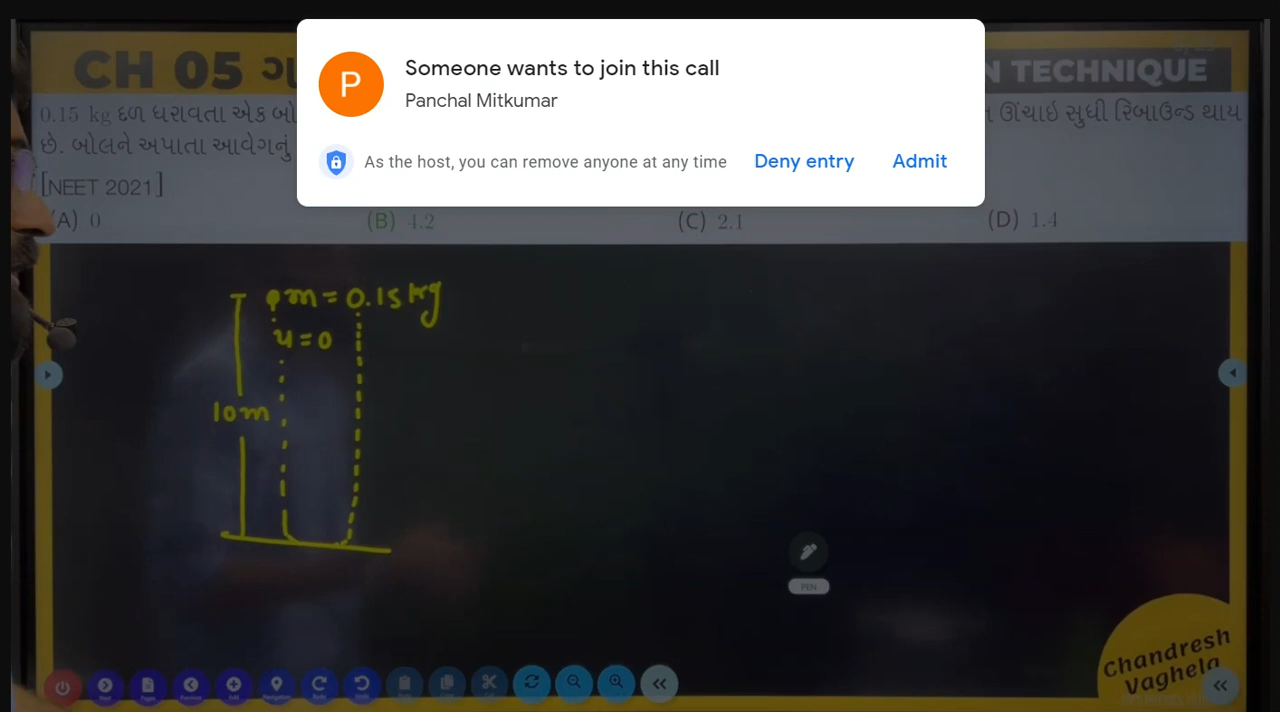 CH 05
N TECHNIQUE
Someone wants to join this call
P
Panchal Mitkumar
As the host, you can remove anyone at any time
Deny entry
Admit
0.15 kg દળ ધરાવતા એક બો
ઊંચાઇ સુધી રિબાઉન્ડ થાય
છે. બોલને અપાતા આવેગનું
[NEET 2021]
(A) 0
(B) 4.2
(C) 2.1
(D) 1.4
m = 0.15 kg
u = 0
10m
PEN
Chandresh
Vaghela